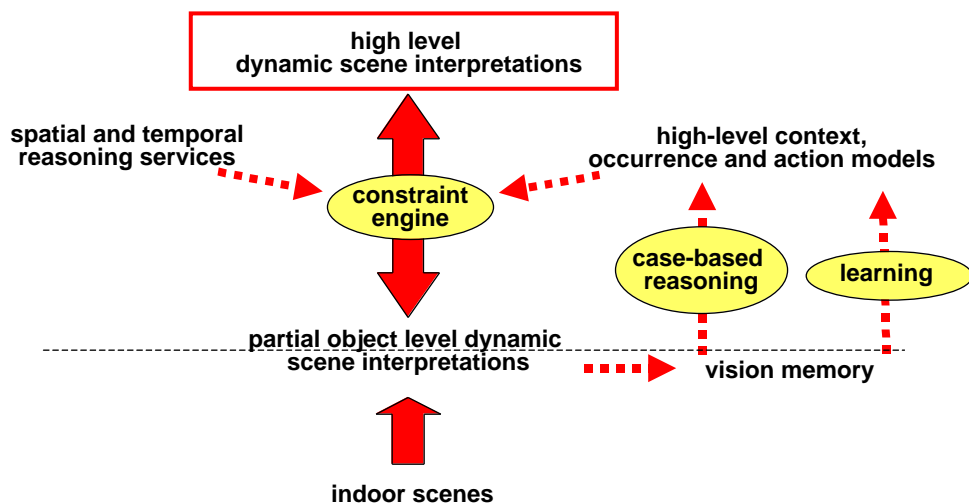 high level
dynamic scene interpretations
spatial and temporal
reasoning services
high-level context,
occurrence and action models
constraint
engine
case-based
reasoning
learning
partial object level dynamic
scene interpretations
vision memory
indoor scenes